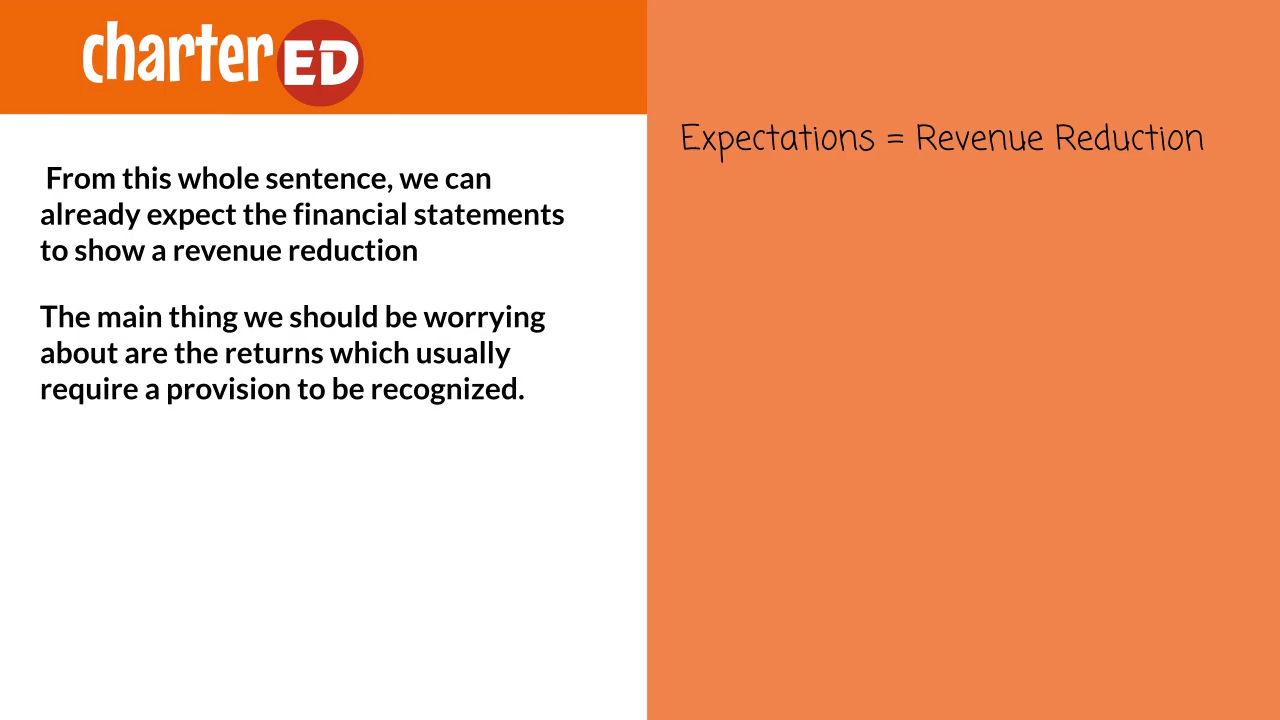 charterED
From this whole sentence, we can
already expect the financial statements
to show a revenue reduction
The main thing we should be worrying
about are the returns which usually
require a provision to be recognized.
Expectations = Revenue Reduction